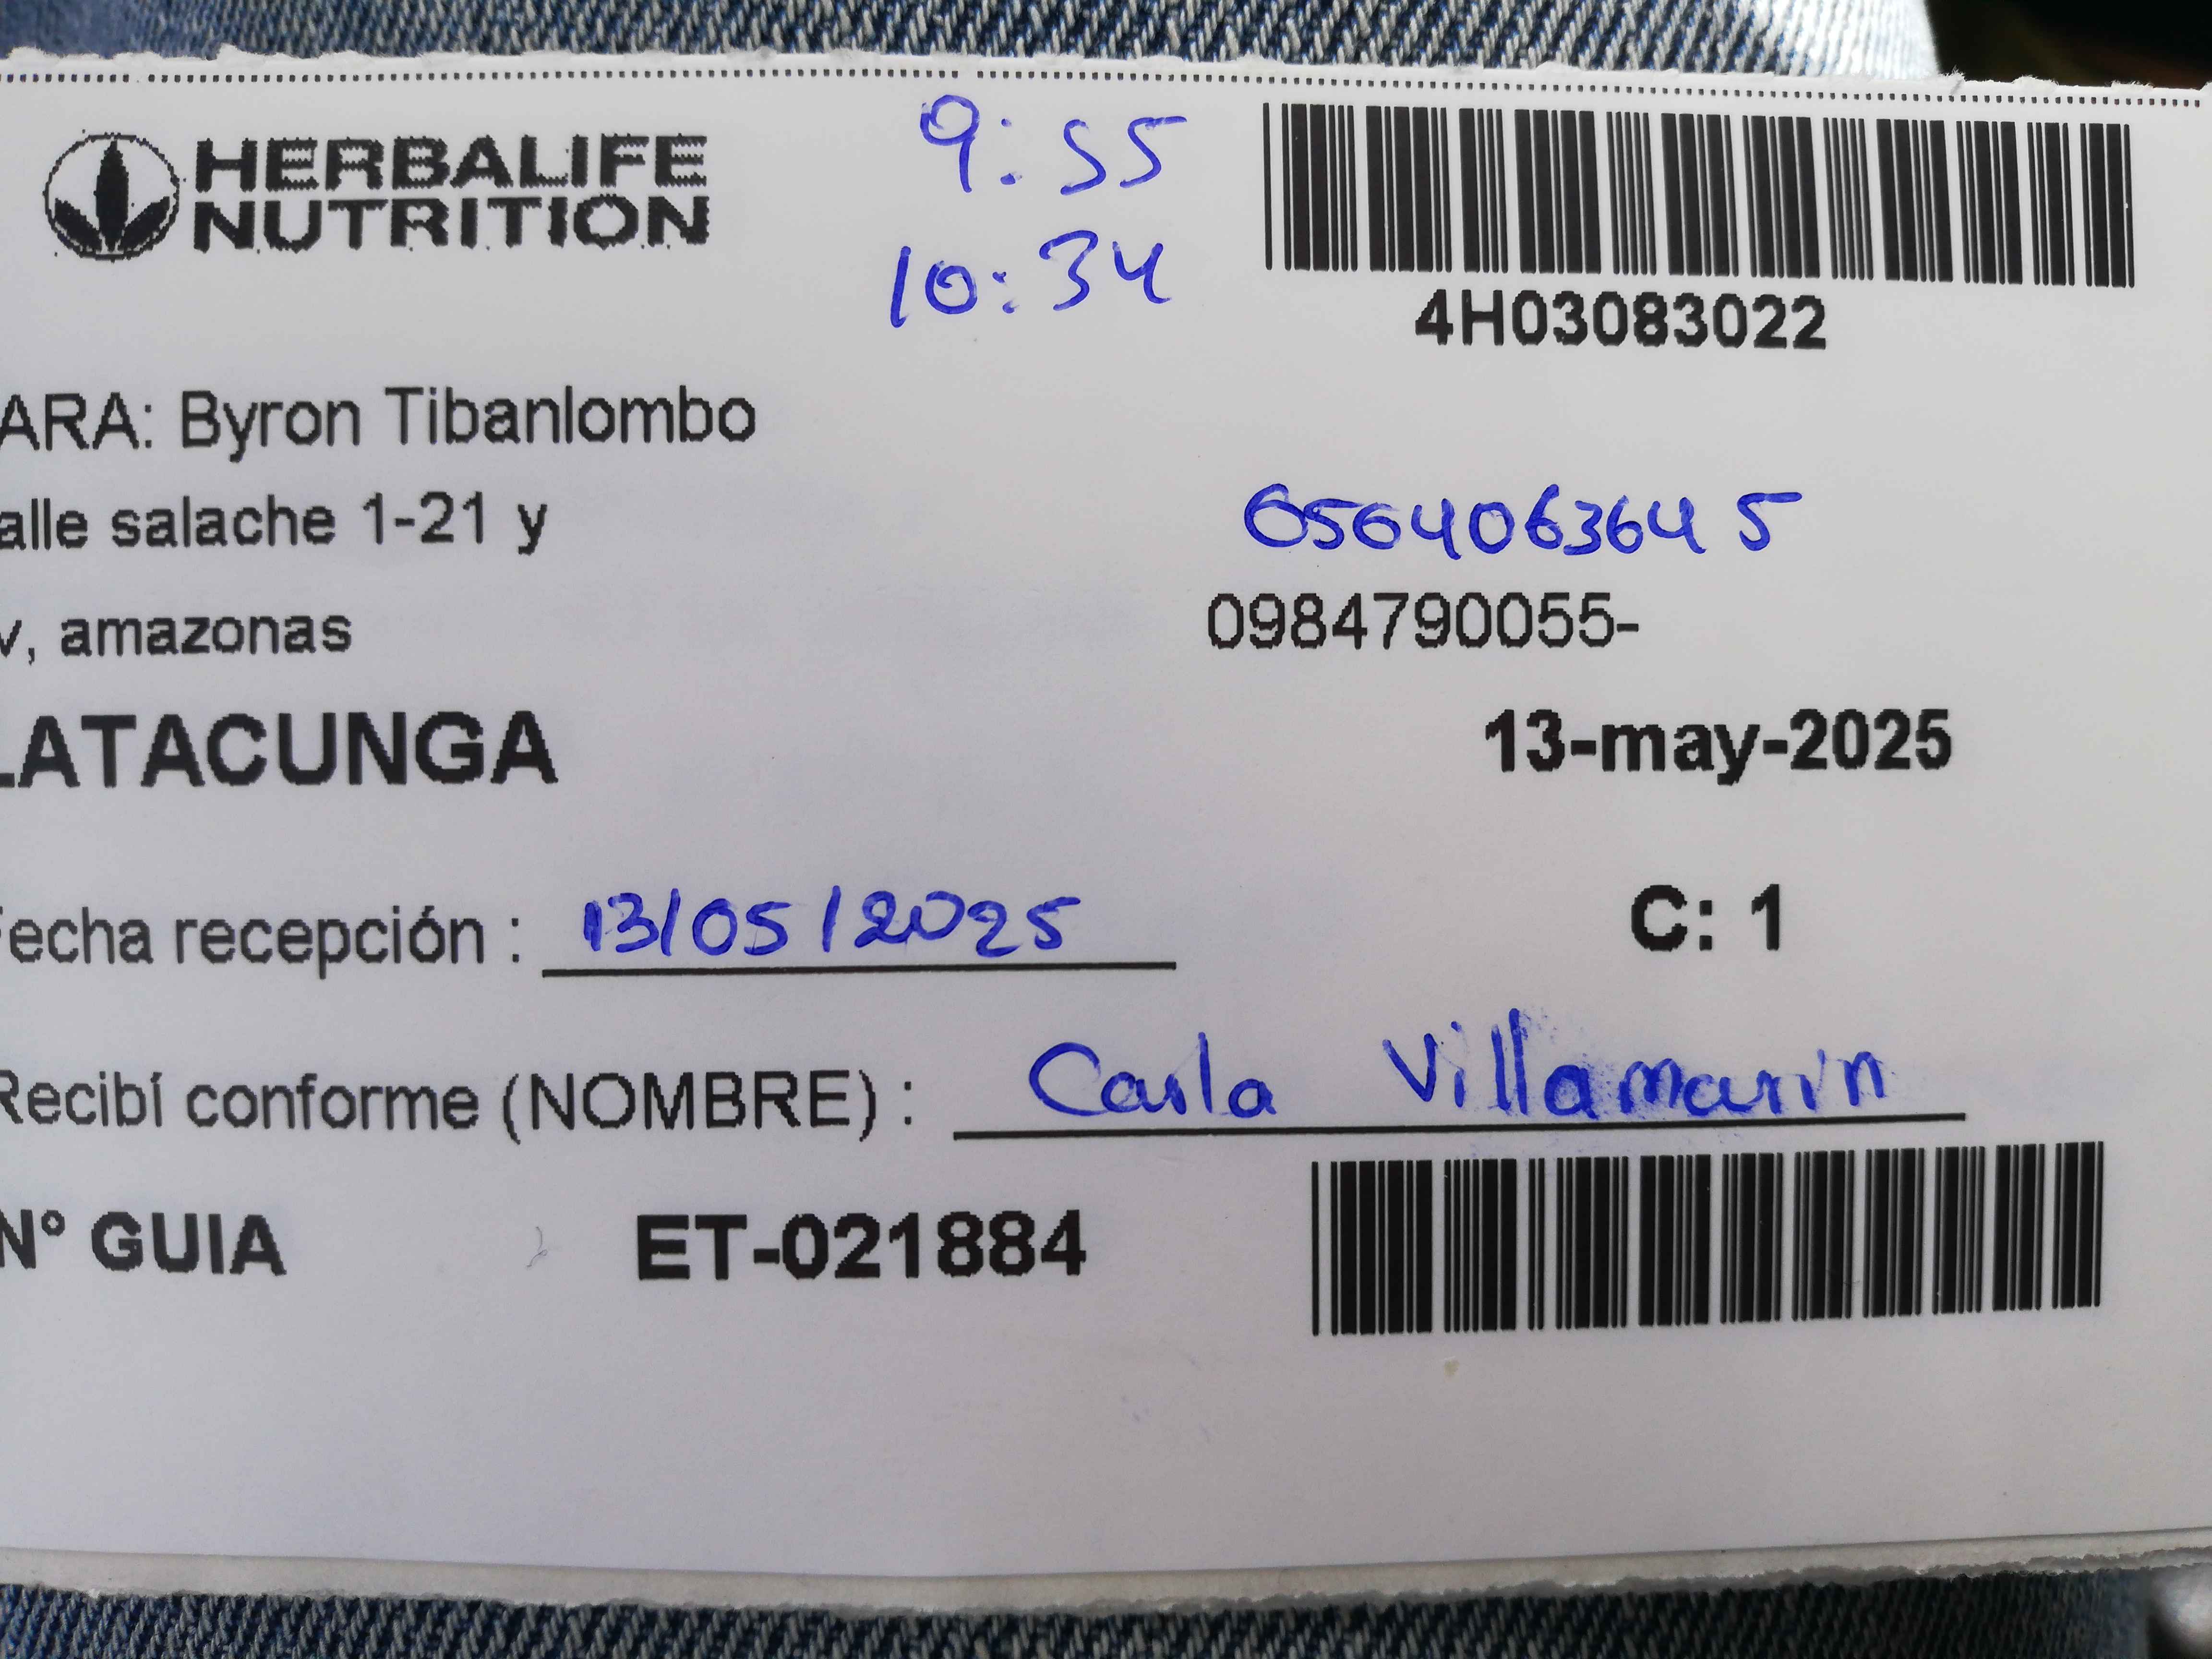 HERBALIFE
NUTRITION
9:55
10:34
4H03083022
ARA: Byron Tibanlombo
alle salache 1-21 y
0564063645
v, amazonas
0984790055-
LATACUNGA
13-may-2025
Fecha recepción : 13/05/2025
C: 1
Recibí conforme (NOMBRE) : Carla Villamarin
N° GUIA ET-021884